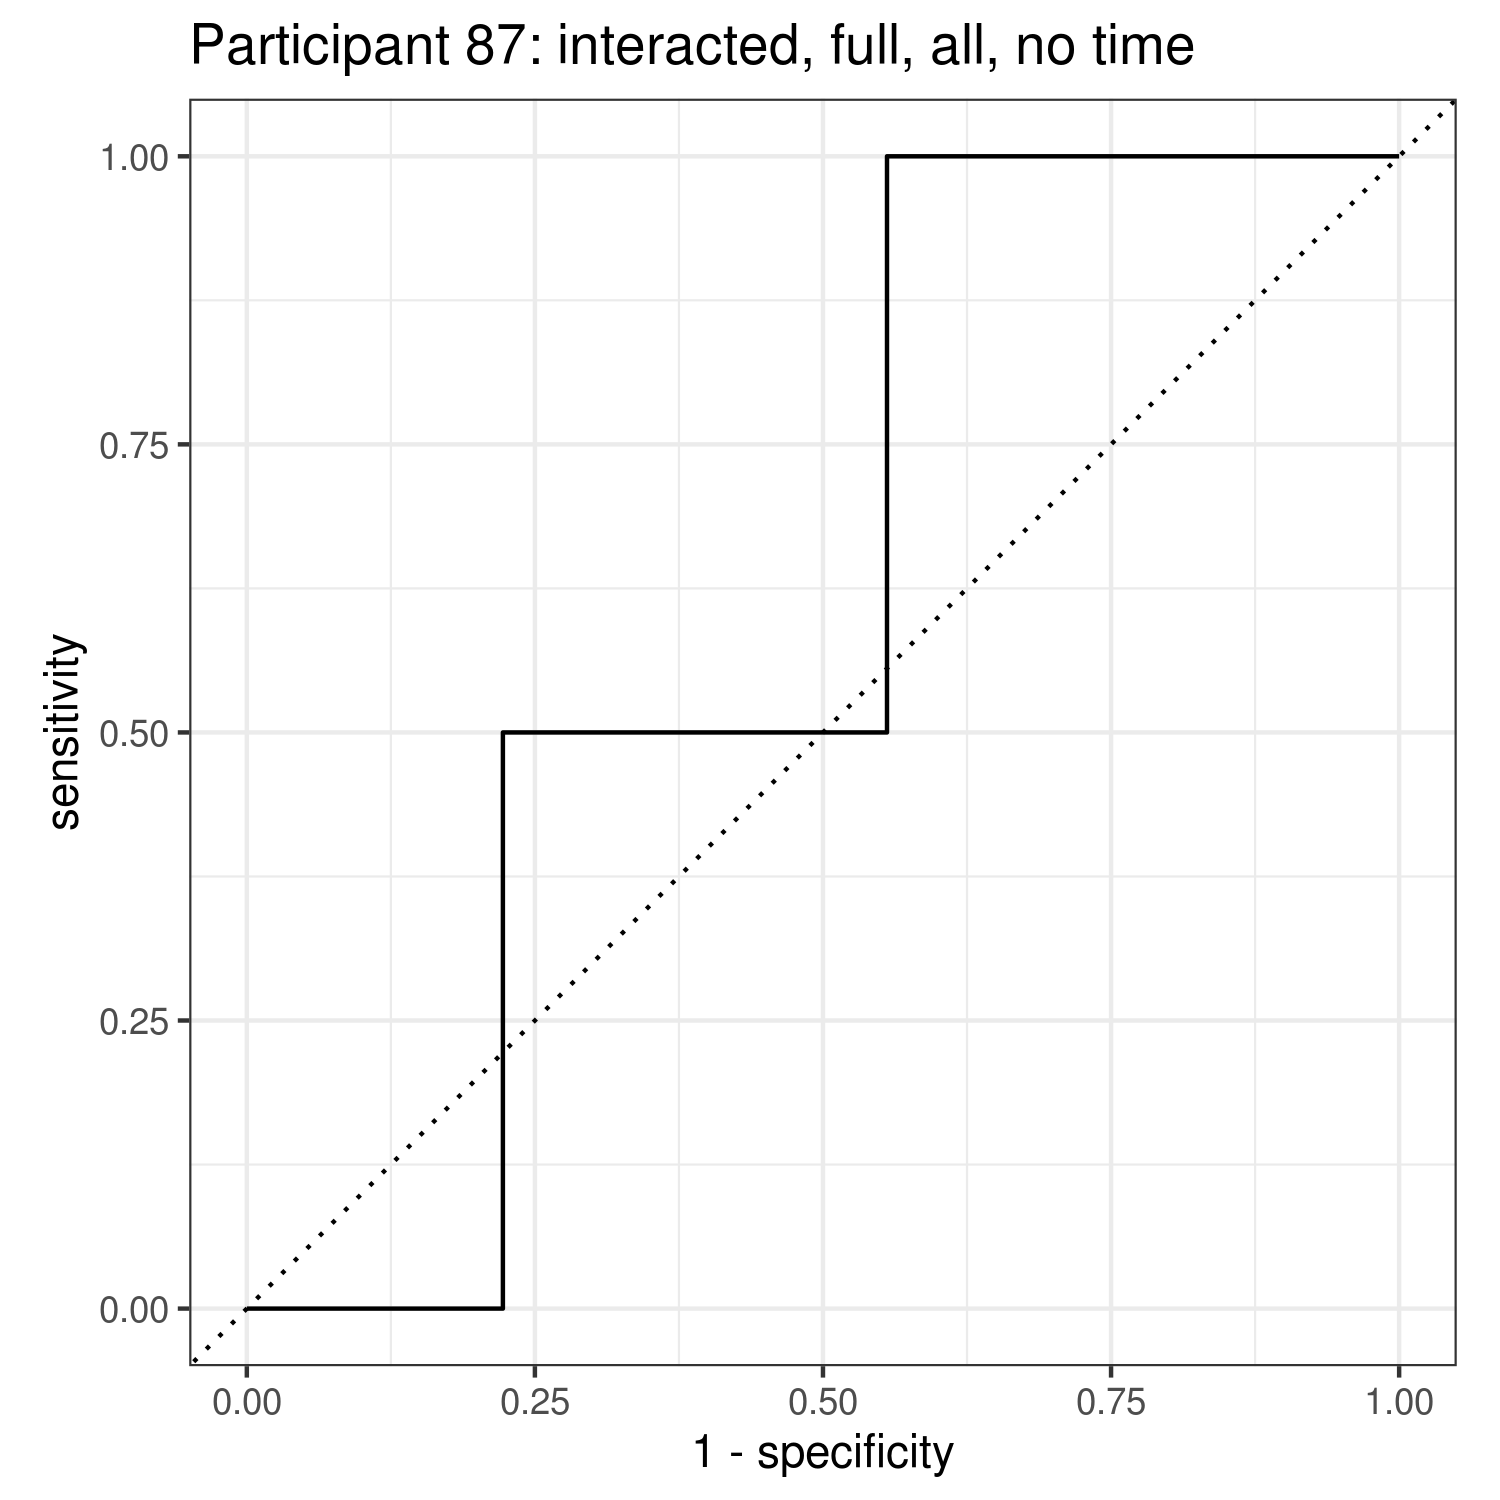 Participant 87: interacted, full, all, no time
1.00
0.75
0.50
0.25
0.00
sensitivity
0.00 0.25 0.50 0.75 1.00
1 - specificity